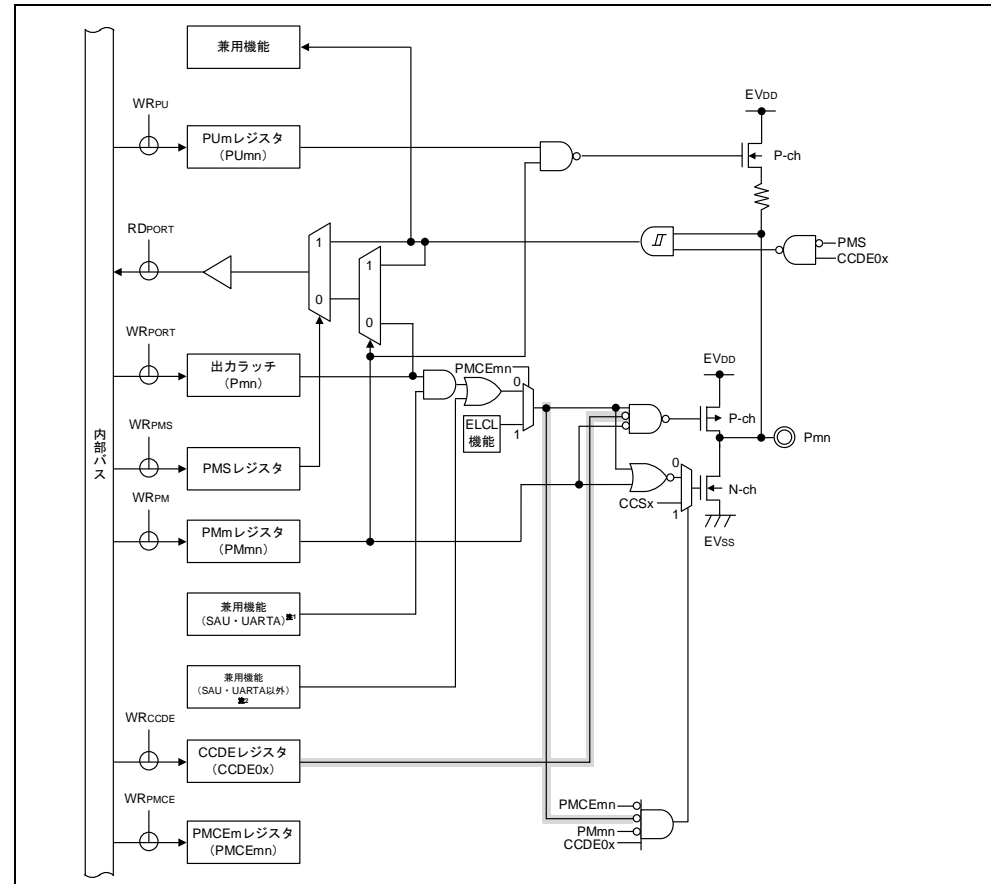 兼用機能
WRPU
PUmレジスタ
（PUmn）
EVDD
P-ch
RDPORT
1
0
1
0
PMS
CCDE0x
WRPORT
出力ラッチ
（Pmn）
PMCEmn
0
1
ELCL
機能
EVDD
P-ch
Pmn
内部バス
WRPMS
PMSレジスタ
WRPM
PMmレジスタ
（PMmn）
CCSx
0
1
N-ch
EVSS
兼用機能
（SAU・UARTA）注1
兼用機能
（SAU・UARTA以外）
注2
WRCCDE
CCDEレジスタ
（CCDE0x）
WRPMCE
PMCEmレジスタ
（PMCEmn）
PMCEmn
PMmn
CCDE0x